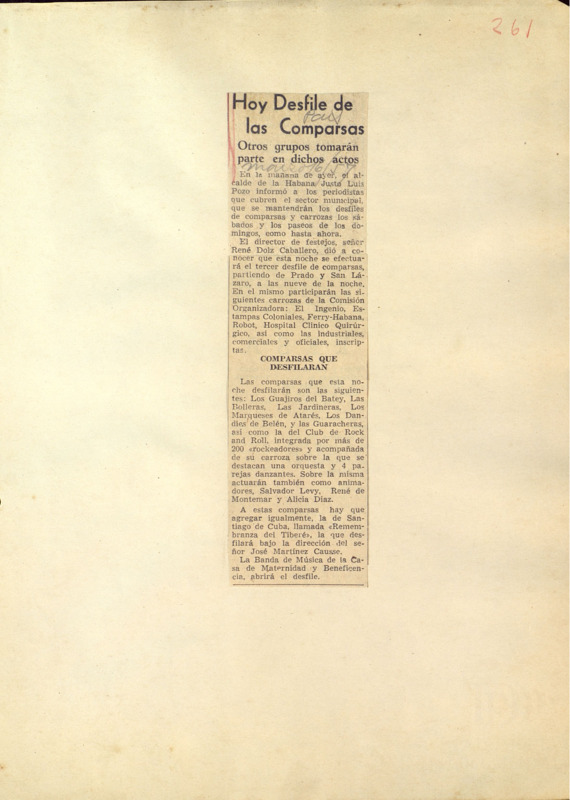 261
Hoy Desfile de
las Comparsas
País
Otros grupos tomarán
parte en dichos actos
marzo 16/57
En la mañana de ayer, el al-
calde de la Habana Justo Luis
Pozo informó a los periodistas
que cubren el sector municipal,
que se mantendrán los desfiles
de comparsas y carrozas los sá-
bados y los paseos de los do-
mingos, como hasta ahora.
El director de festejos, señor
René Dolz Caballero, dió a co-
nocer que esta noche se efectua-
rá el tercer desfile de comparsas,
partiendo de Prado y San Lá-
zaro, a las nueve de la noche.
En el mismo participarán las si-
guientes carrozas de la Comisión
Organizadora: El Ingenio, Es-
tampas Coloniales, Ferry-Habana,
Robot, Hospital Clínico Quirúr-
gico, así como las industriales,
comerciales y oficiales, inscrip-
tas.
COMPARSAS QUE
DESFILARAN
Las comparsas que esta no-
che desfilarán son las siguien-
tes: Los Guajiros del Batey, Las
Bolleras, Las Jardineras, Los
Marqueses de Atarés, Los Dan-
dies de Belén, y las Guaracheras,
así como la del Club de Rock
and Roll, integrada por más de
200 «rockeadores» y acompañada
de su carroza sobre la que se
destacan una orquesta y 4 pa-
rejas danzantes. Sobre la misma
actuarán también como anima-
dores, Salvador Levy, René de
Montemar y Alicia Díaz.
A estas comparsas hay que
agregar igualmente, la de San-
tiago de Cuba, llamada «Remem-
branza del Tiberé», la que des-
filará bajo la dirección del se-
ñor José Martínez Causse.
La Banda de Música de la Ca-
sa de Maternidad y Beneficen-
cia, abrirá el desfile.